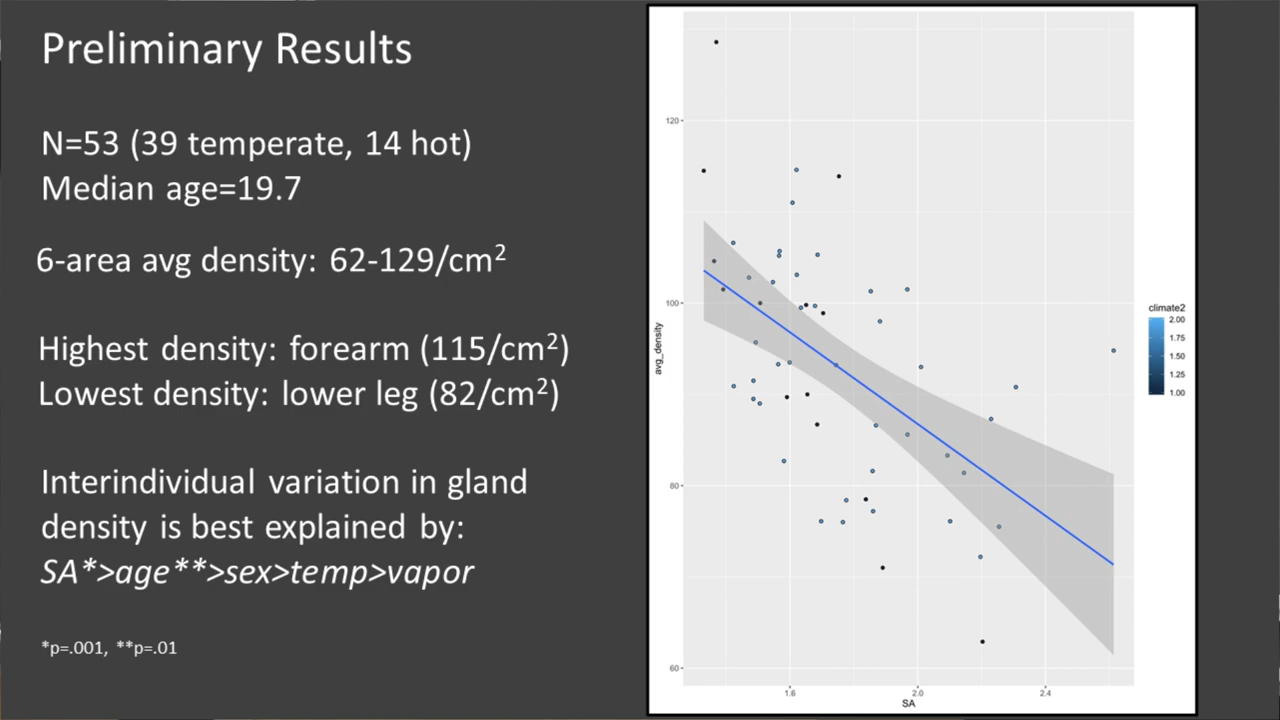 Preliminary Results
N=53 (39 temperate, 14 hot)
Median age=19.7
6-area avg density: 62-129/cm²
Highest density: forearm (115/cm²)
Lowest density: lower leg (82/cm²)
Interindividual variation in gland
density is best explained by:
SA*>age**>sex>temp>vapor
*p=.001, **p=.01
120
100
80
60
avg_density
1.6
2.0
2.4
SA
climate2
2.00
1.75
1.50
1.25
1.00